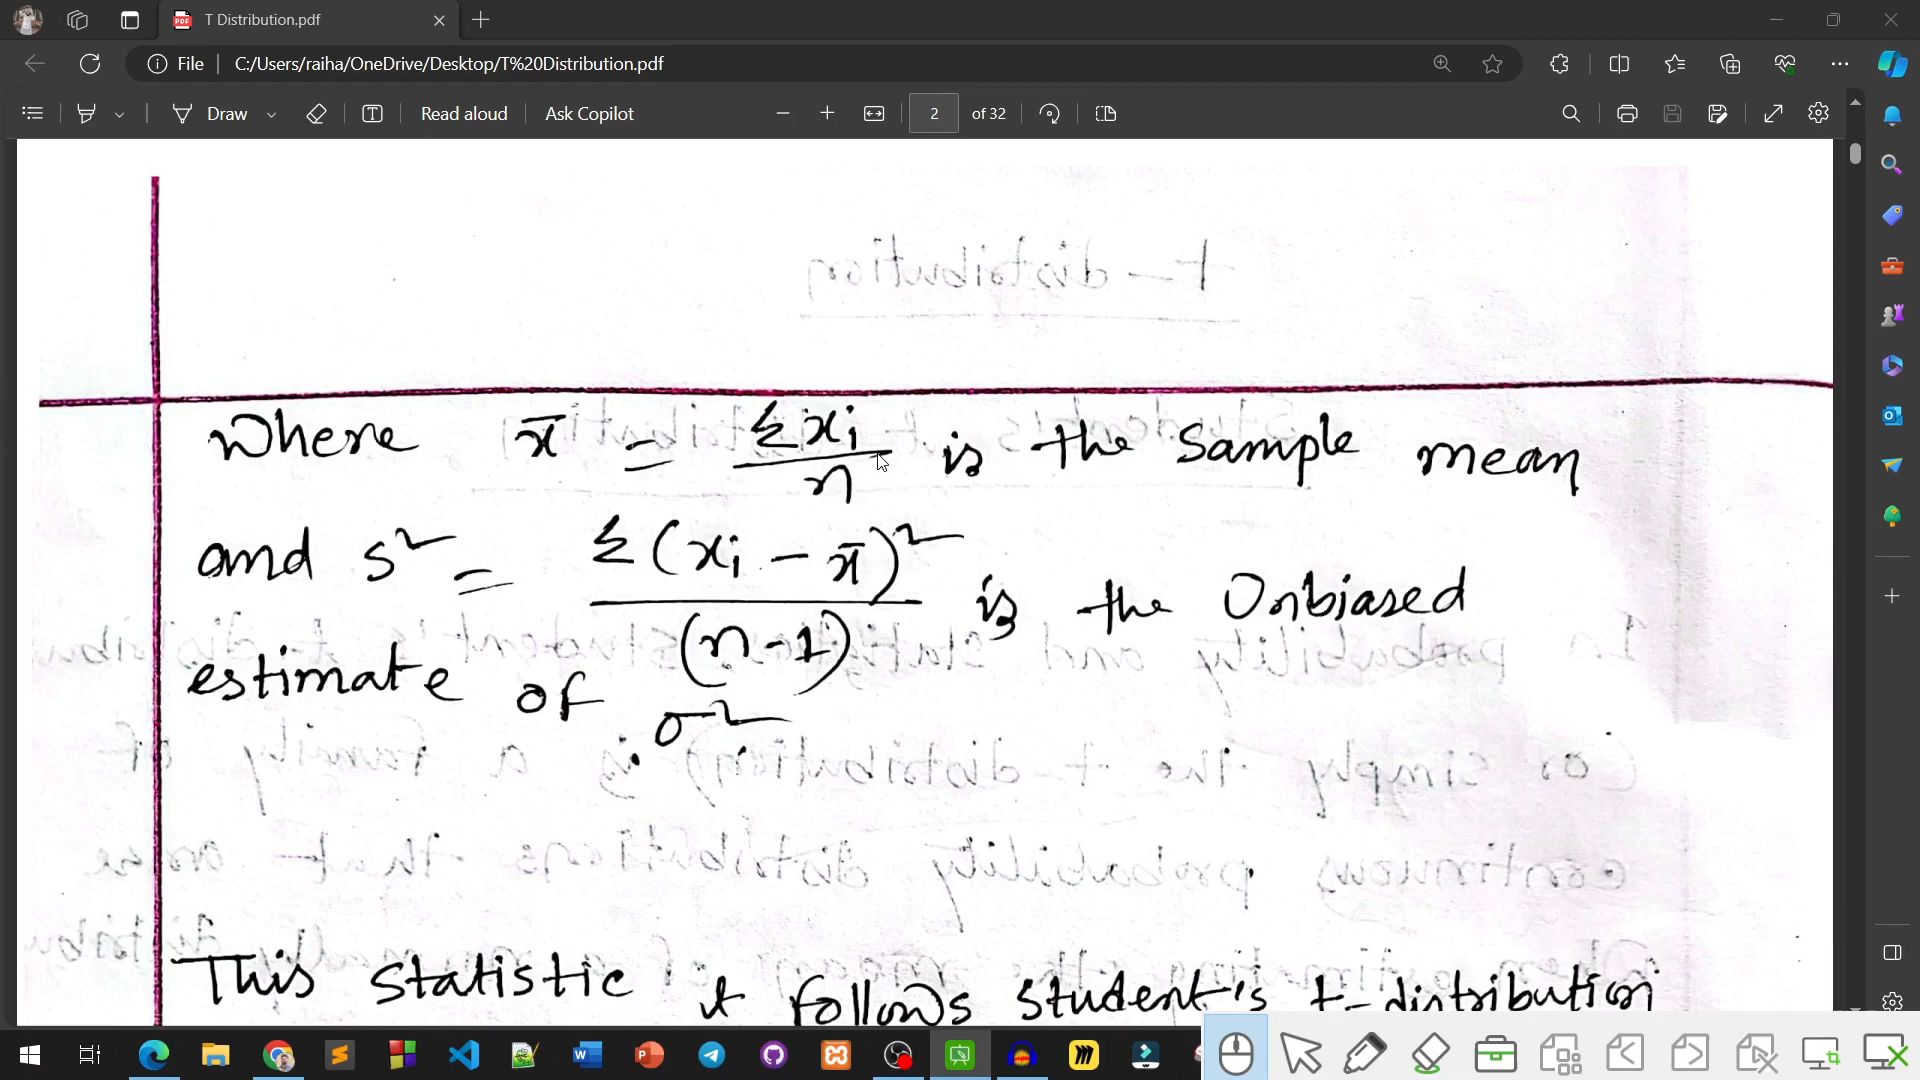 T Distribution.pdf
File | C:/Users/raiha/OneDrive/Desktop/T%20Distribution.pdf
Draw Read aloud Ask Copilot 2 of 32
t-distribution
Where x̄ = Σxi / n is the sample mean
and s² = Σ(xi - x̄)² / (n-1) is the Unbiased
estimate of σ².
This Statistic it follows student's t-distribution